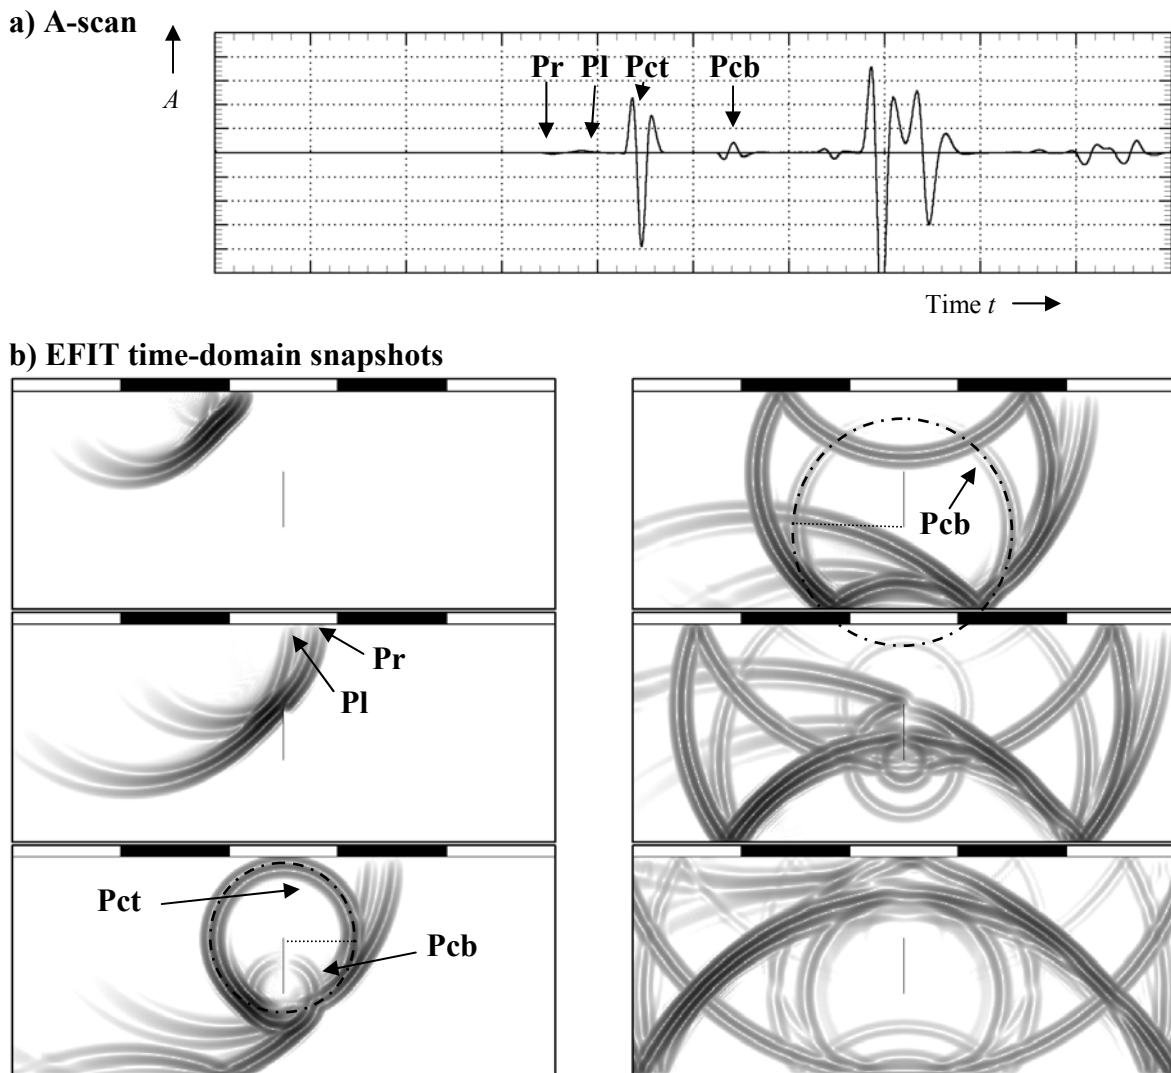 a) A-scan
A
Pr Pl Pct Pcb
Time t
b) EFIT time-domain snapshots
Pcb
Pr
Pl
Pct
Pcb